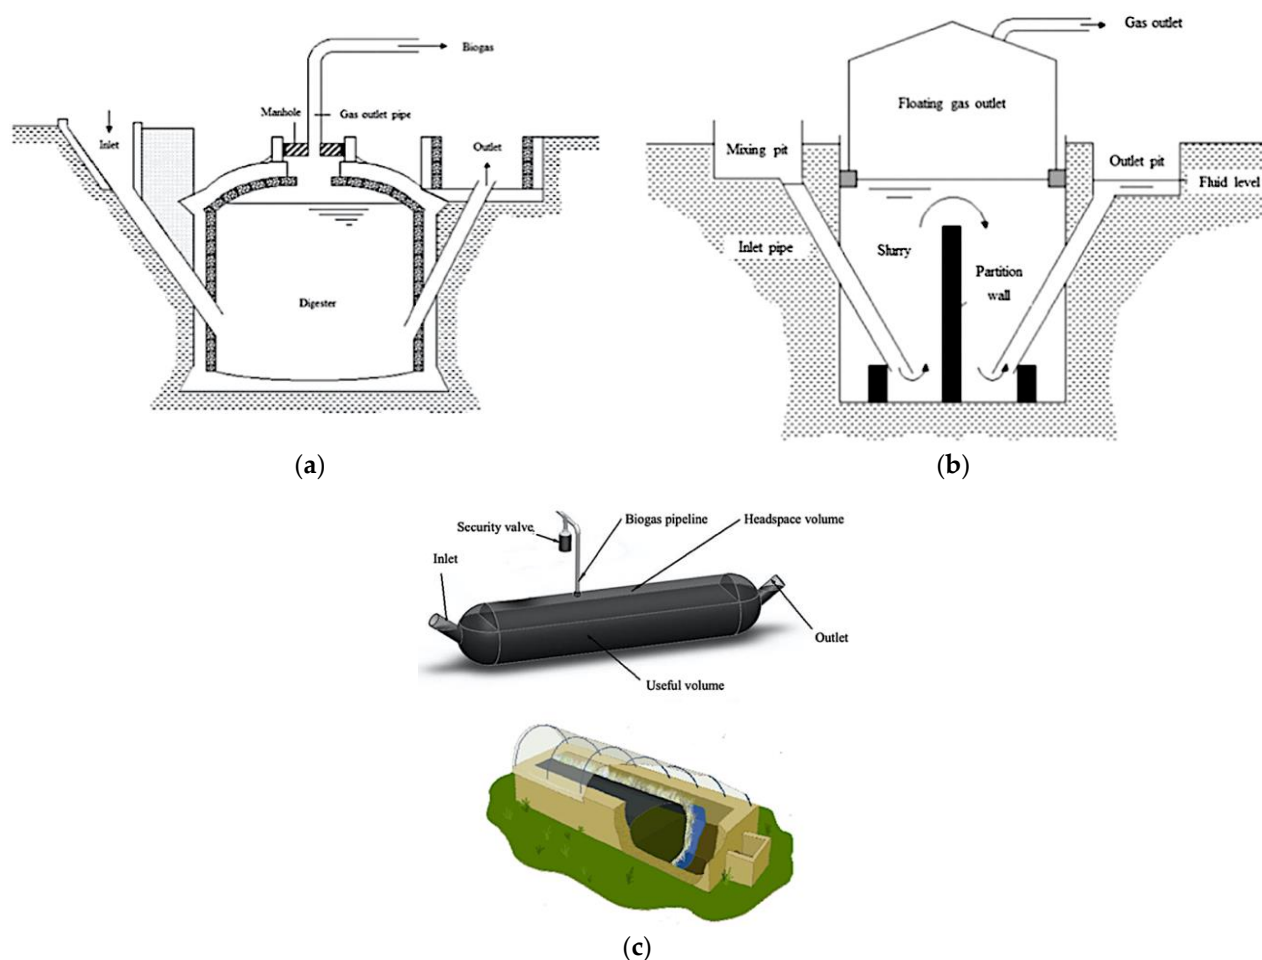 Biogas
Manhole
Gas outlet pipe
Inlet
Outlet
Digester
(a)
Gas outlet
Floating gas outlet
Mixing pit
Outlet pit
Fluid level
Inlet pipe
Slurry
Partition
wall
(b)
Security valve
Biogas pipeline
Headspace volume
Inlet
Outlet
Useful volume
(c)